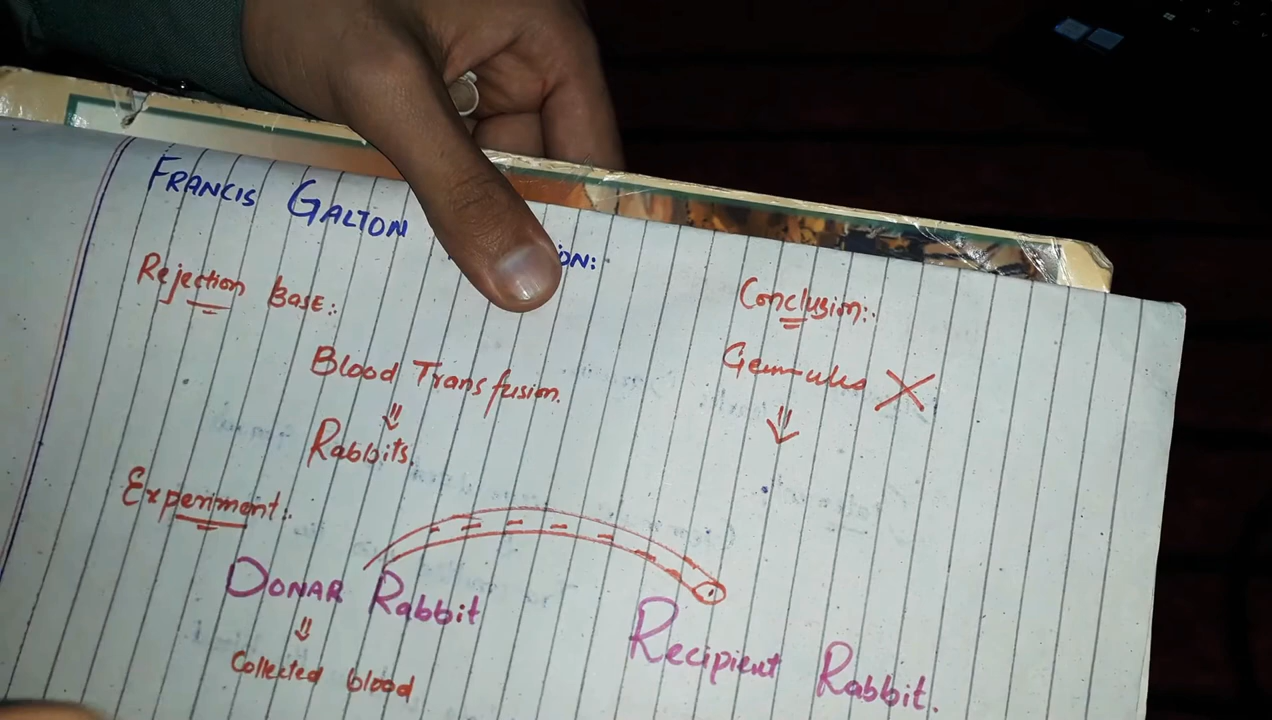 FRANCIS GALTON
ON:
Rejection Base:.
Blood Transfusion.
Rabbits.
Experiment:.
DONAR Rabbit
Collected blood
Recipient Rabbit.
Conclusion:.
Gemmules